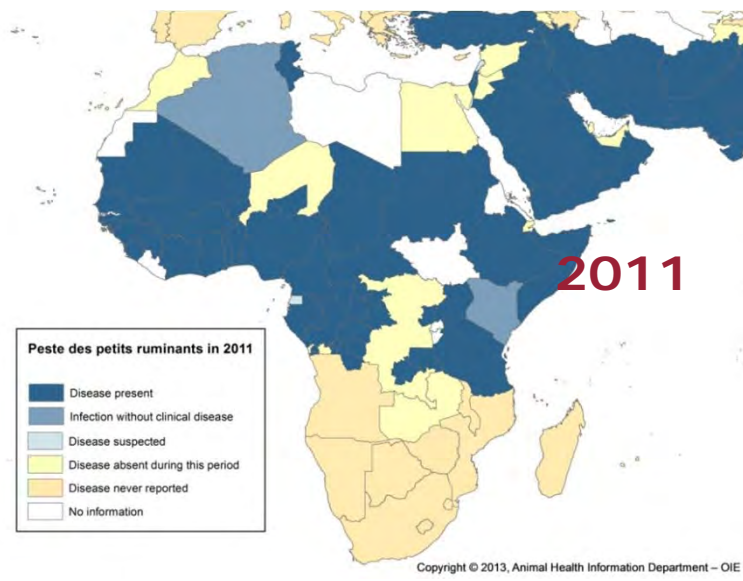 2011
Peste des petits ruminants in 2011
Disease present
Infection without clinical disease
Disease suspected
Disease absent during this period
Disease never reported
No information
Copyright © 2013, Animal Health Information Department – OIE